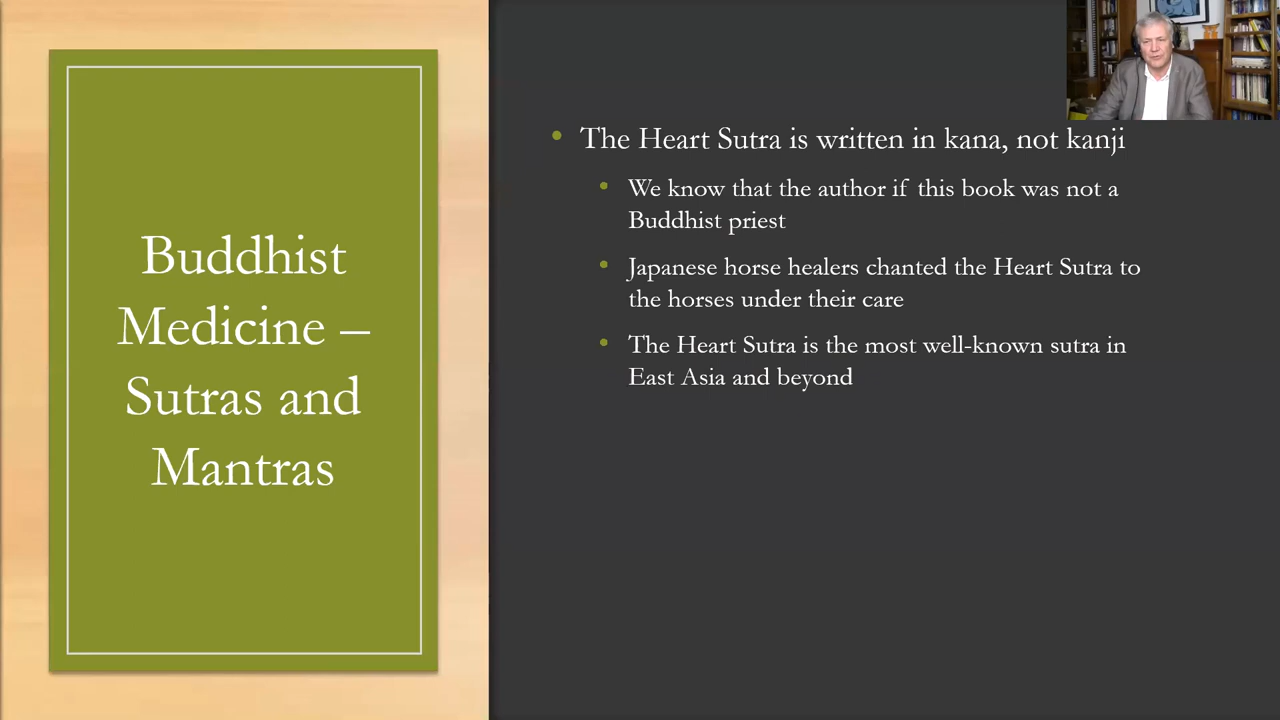 Buddhist
Medicine –
Sutras and
Mantras
• The Heart Sutra is written in kana, not kanji
• We know that the author if this book was not a
Buddhist priest
• Japanese horse healers chanted the Heart Sutra to
the horses under their care
• The Heart Sutra is the most well-known sutra in
East Asia and beyond